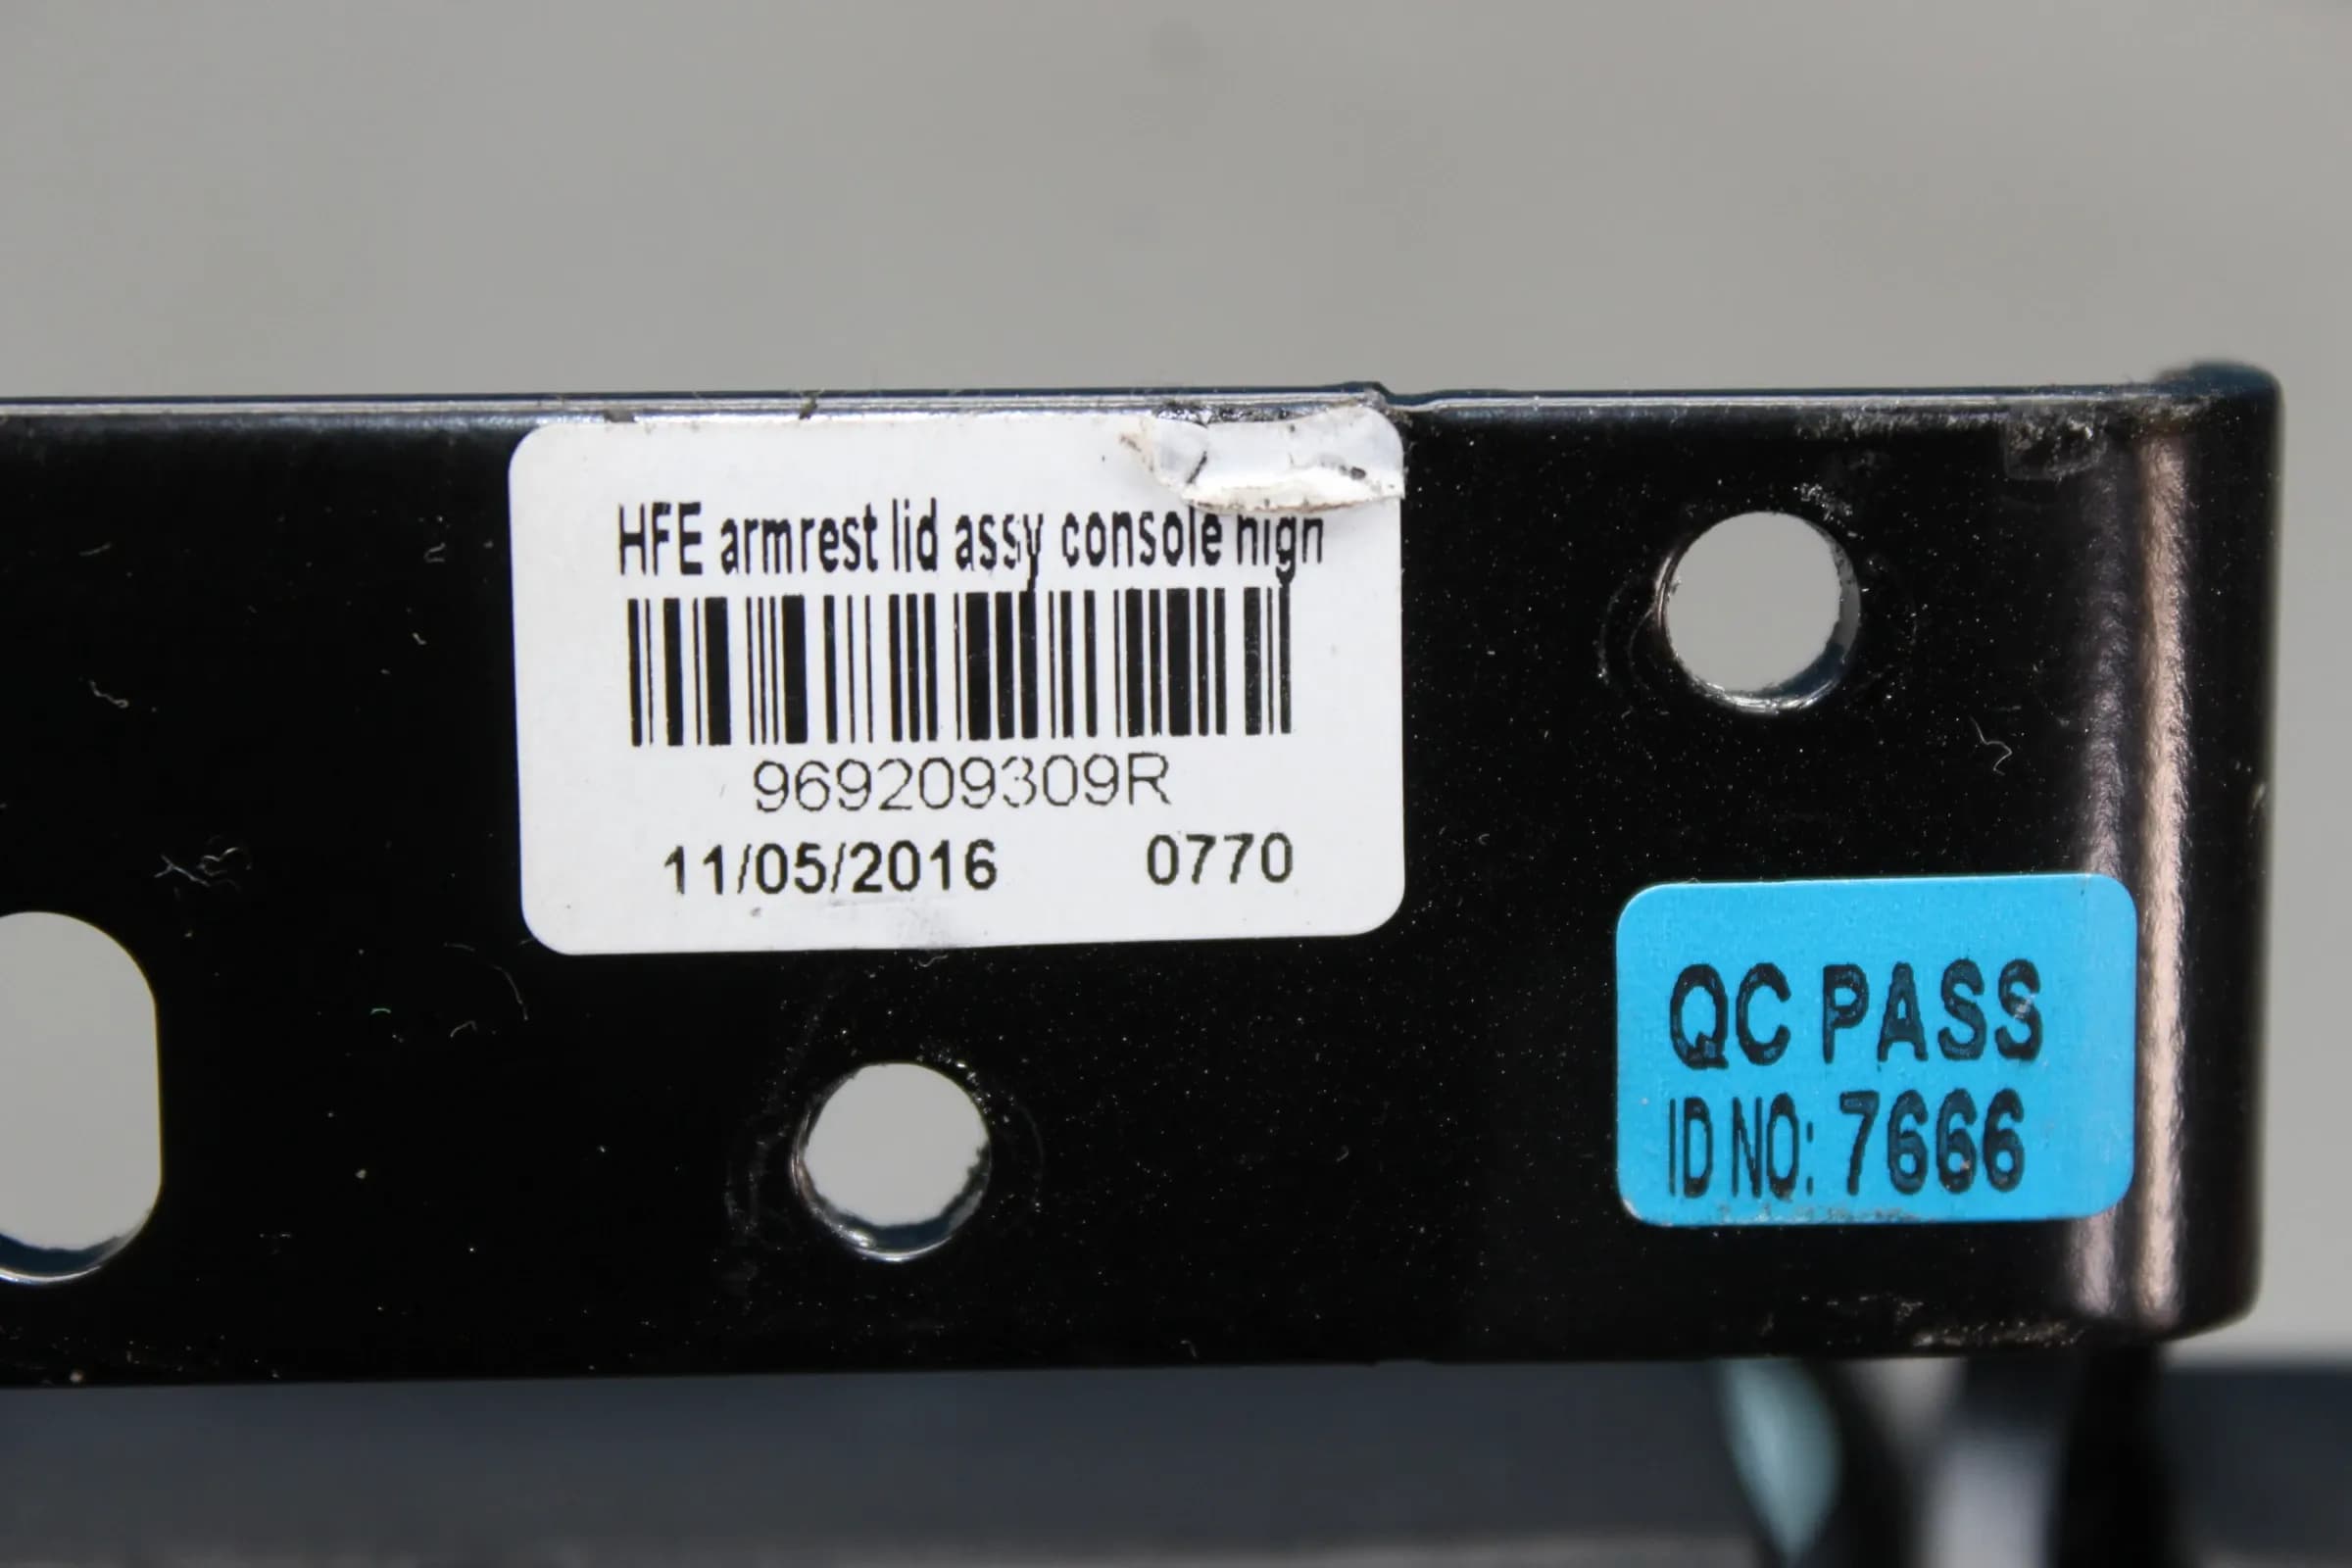 HFE armrest lid assy console high
969209309R
11/05/2016 0770
QC PASS
ID NO: 7666